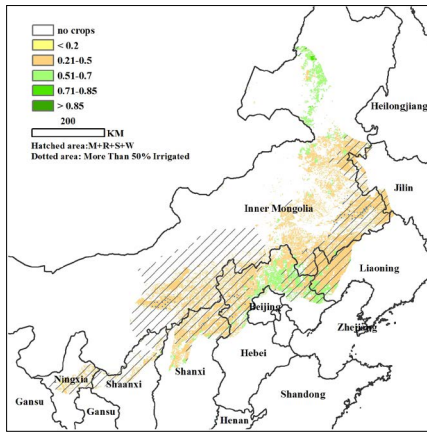 no crops
< 0.2
0.21-0.5
0.51-0.7
0.71-0.85
> 0.85
200
KM
Hatched area:M+R+S+W
Dotted area: More Than 50% Irrigated
Heilongjiang
Jilin
Inner Mongolia
Liaoning
Beijing
Zhejiang
Hebei
Ningxia
Shaanxi
Shanxi
Shandong
Gansu
Gansu
Henan